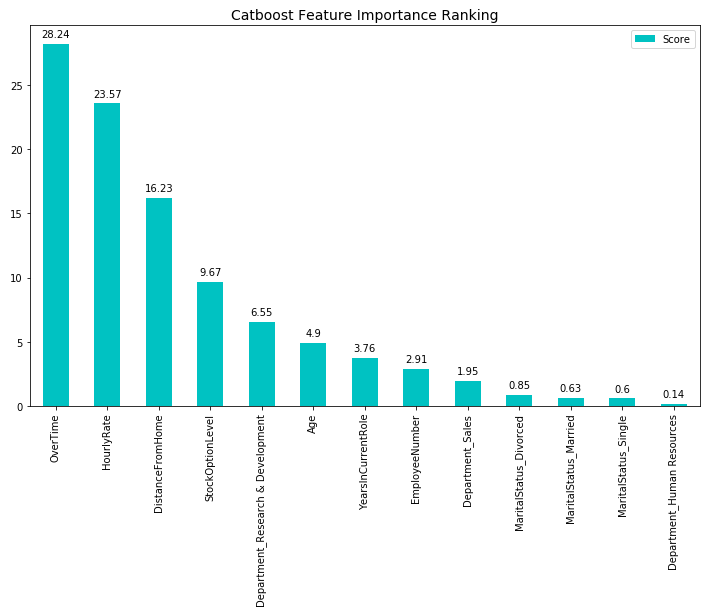 Catboost Feature Importance Ranking
Score
28.24
23.57
16.23
9.67
6.55
4.9
3.76
2.91
1.95
0.85
0.63
0.6
0.14
25
20
15
10
5
0
OverTime
HourlyRate
DistanceFromHome
StockOptionLevel
Department_Research & Development
Age
YearsInCurrentRole
EmployeeNumber
Department_Sales
MaritalStatus_Divorced
MaritalStatus_Married
MaritalStatus_Single
Department_Human Resources